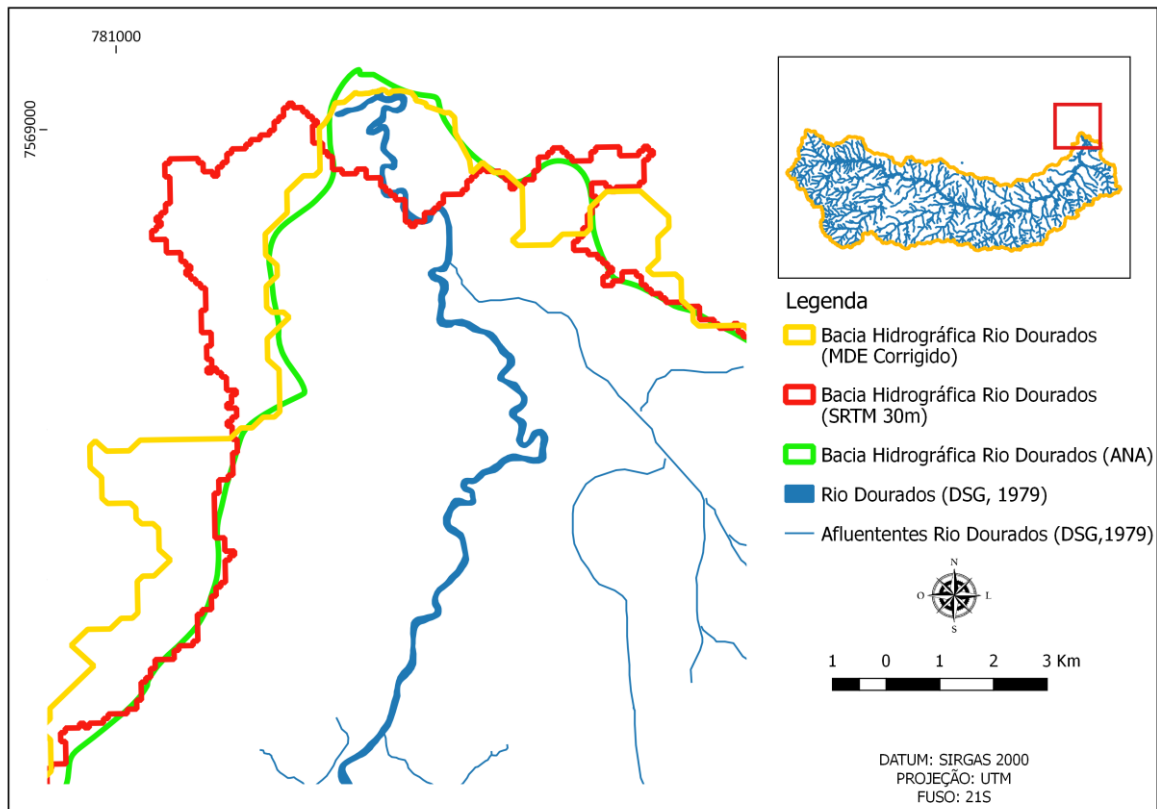 781000
7569000
Legenda
Bacia Hidrográfica Rio Dourados
(MDE Corrigido)
Bacia Hidrográfica Rio Dourados
(SRTM 30m)
Bacia Hidrográfica Rio Dourados (ANA)
Rio Dourados (DSG, 1979)
Afluententes Rio Dourados (DSG,1979)
N
O L
S
1 0 1 2 3 Km
DATUM: SIRGAS 2000
PROJEÇÃO: UTM
FUSO: 21S